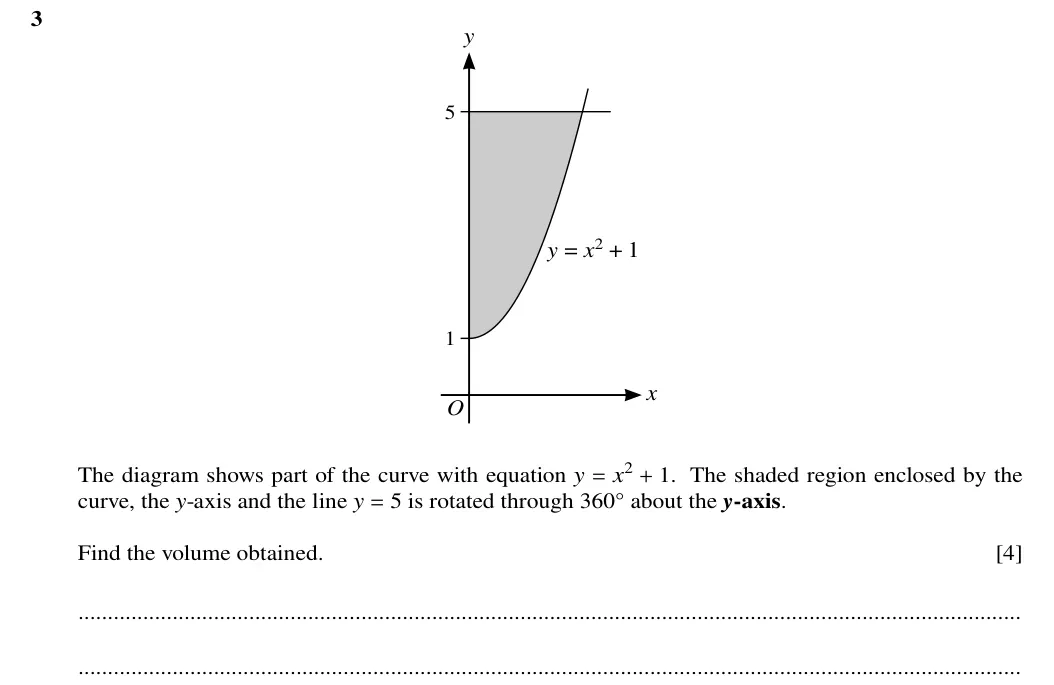 3
y
5
y = x² + 1
1
O
x
The diagram shows part of the curve with equation y = x² + 1. The shaded region enclosed by the
curve, the y-axis and the line y = 5 is rotated through 360° about the y-axis.
Find the volume obtained. [4]